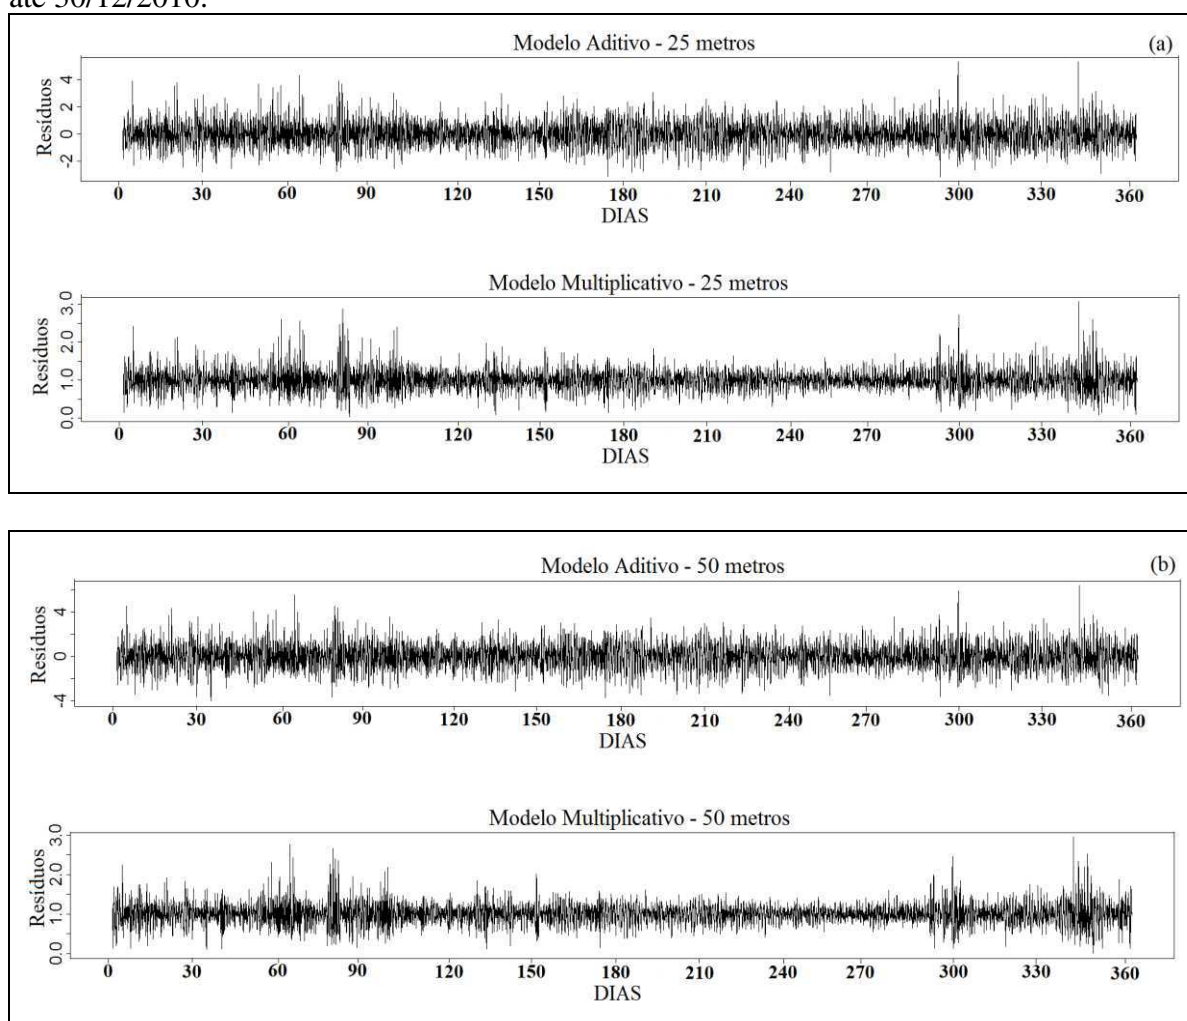 até 30/12/2010.
Modelo Aditivo - 25 metros
(a)
Resíduos
4
2
0
-2
0 30 60 90 120 150 180 210 240 270 300 330 360
DIAS
Modelo Multiplicativo - 25 metros
Resíduos
3.0
2.0
1.0
0.0
0 30 60 90 120 150 180 210 240 270 300 330 360
DIAS
Modelo Aditivo - 50 metros
(b)
Resíduos
4
0
-4
0 30 60 90 120 150 180 210 240 270 300 330 360
DIAS
Modelo Multiplicativo - 50 metros
Resíduos
3.0
2.0
1.0
0.0
0 30 60 90 120 150 180 210 240 270 300 330 360
DIAS